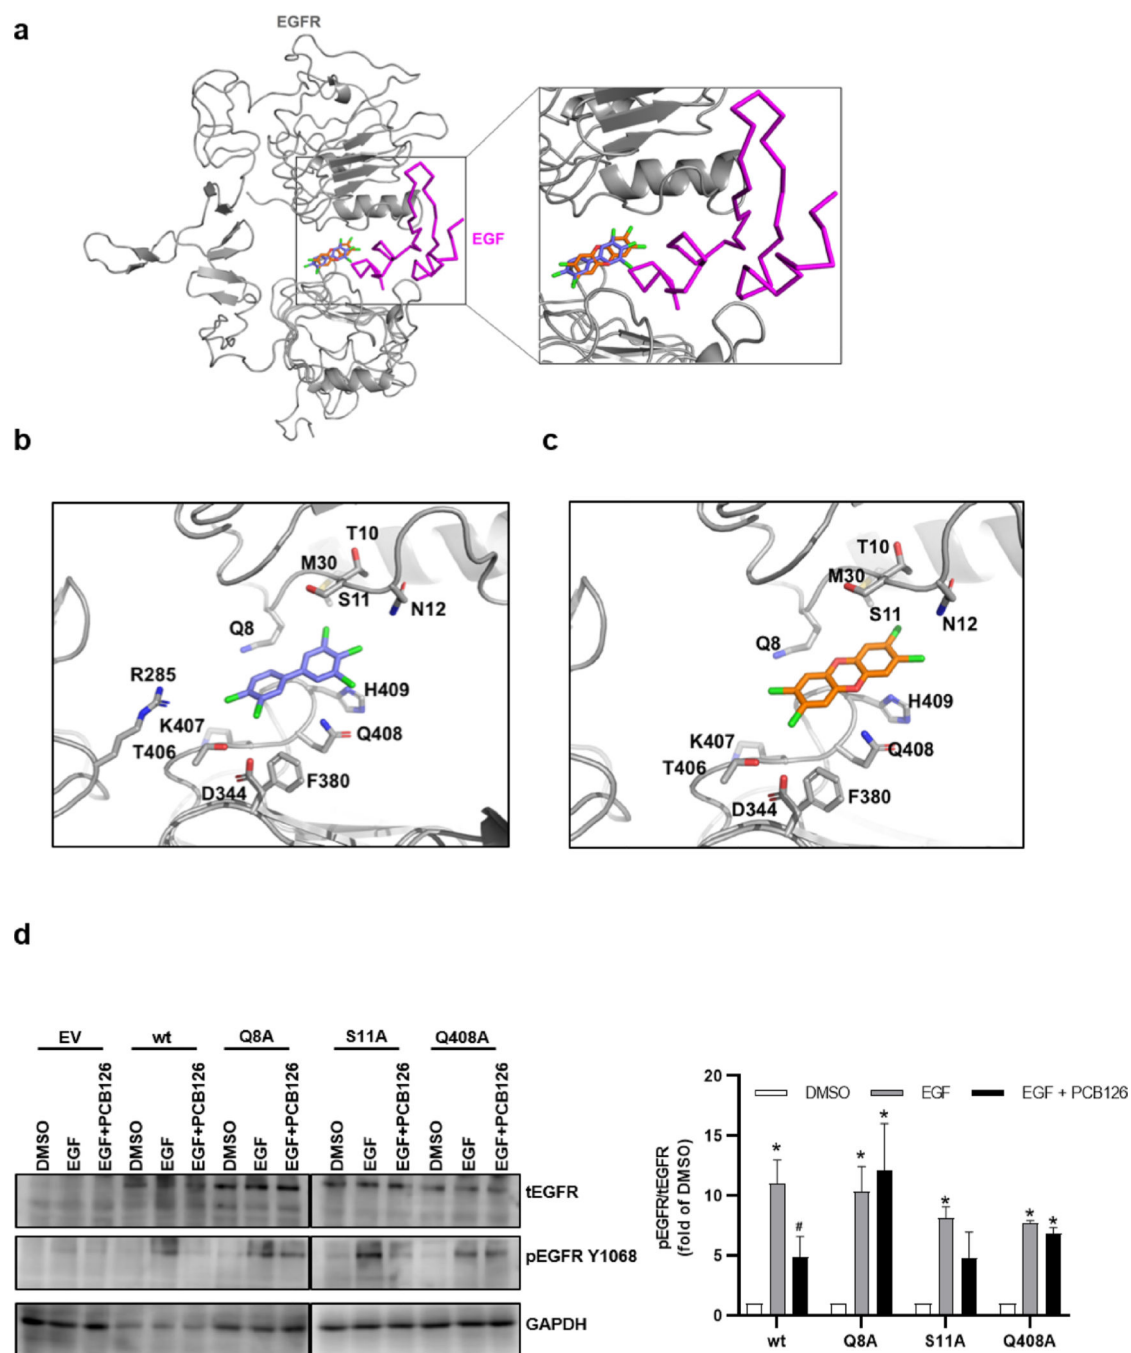 a
EGFR
EGF
b
T10
M30
S11
N12
Q8
R285
H409
K407
Q408
T406
F380
D344
c
T10
M30
S11
N12
Q8
H409
K407
Q408
T406
F380
D344
d
EV wt Q8A S11A Q408A
DMSO
EGF
EGF+PCB126
DMSO
EGF
EGF+PCB126
DMSO
EGF
EGF+PCB126
DMSO
EGF
EGF+PCB126
DMSO
EGF
EGF+PCB126
tEGFR
pEGFR Y1068
GAPDH
DMSO EGF EGF + PCB126
pEGFR/tEGFR
(fold of DMSO)
20
15
10
5
0
* # * * * * *
wt Q8A S11A Q408A